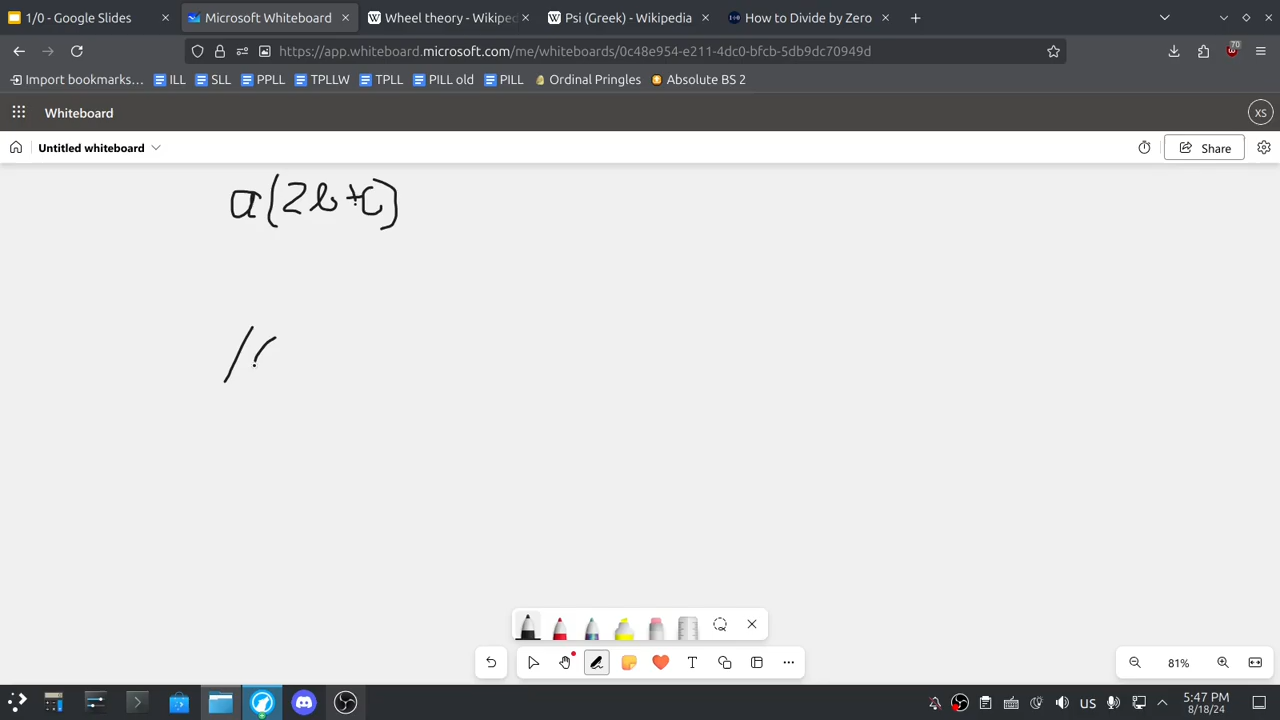 1/0 - Google Slides
Microsoft Whiteboard
Wheel theory - Wikiped
Psi (Greek) - Wikipedia
How to Divide by Zero
https://app.whiteboard.microsoft.com/me/whiteboards/0c48e954-e211-4dc0-bfcb-5db9dc70949d
70
Import bookmarks...
ILL
SLL
PPLL
TPLLW
TPLL
PILL old
PILL
Ordinal Pringles
Absolute BS 2
Whiteboard
XS
Untitled whiteboard
Share
a(2b+c)
/(
81%
US
5:47 PM
8/18/24